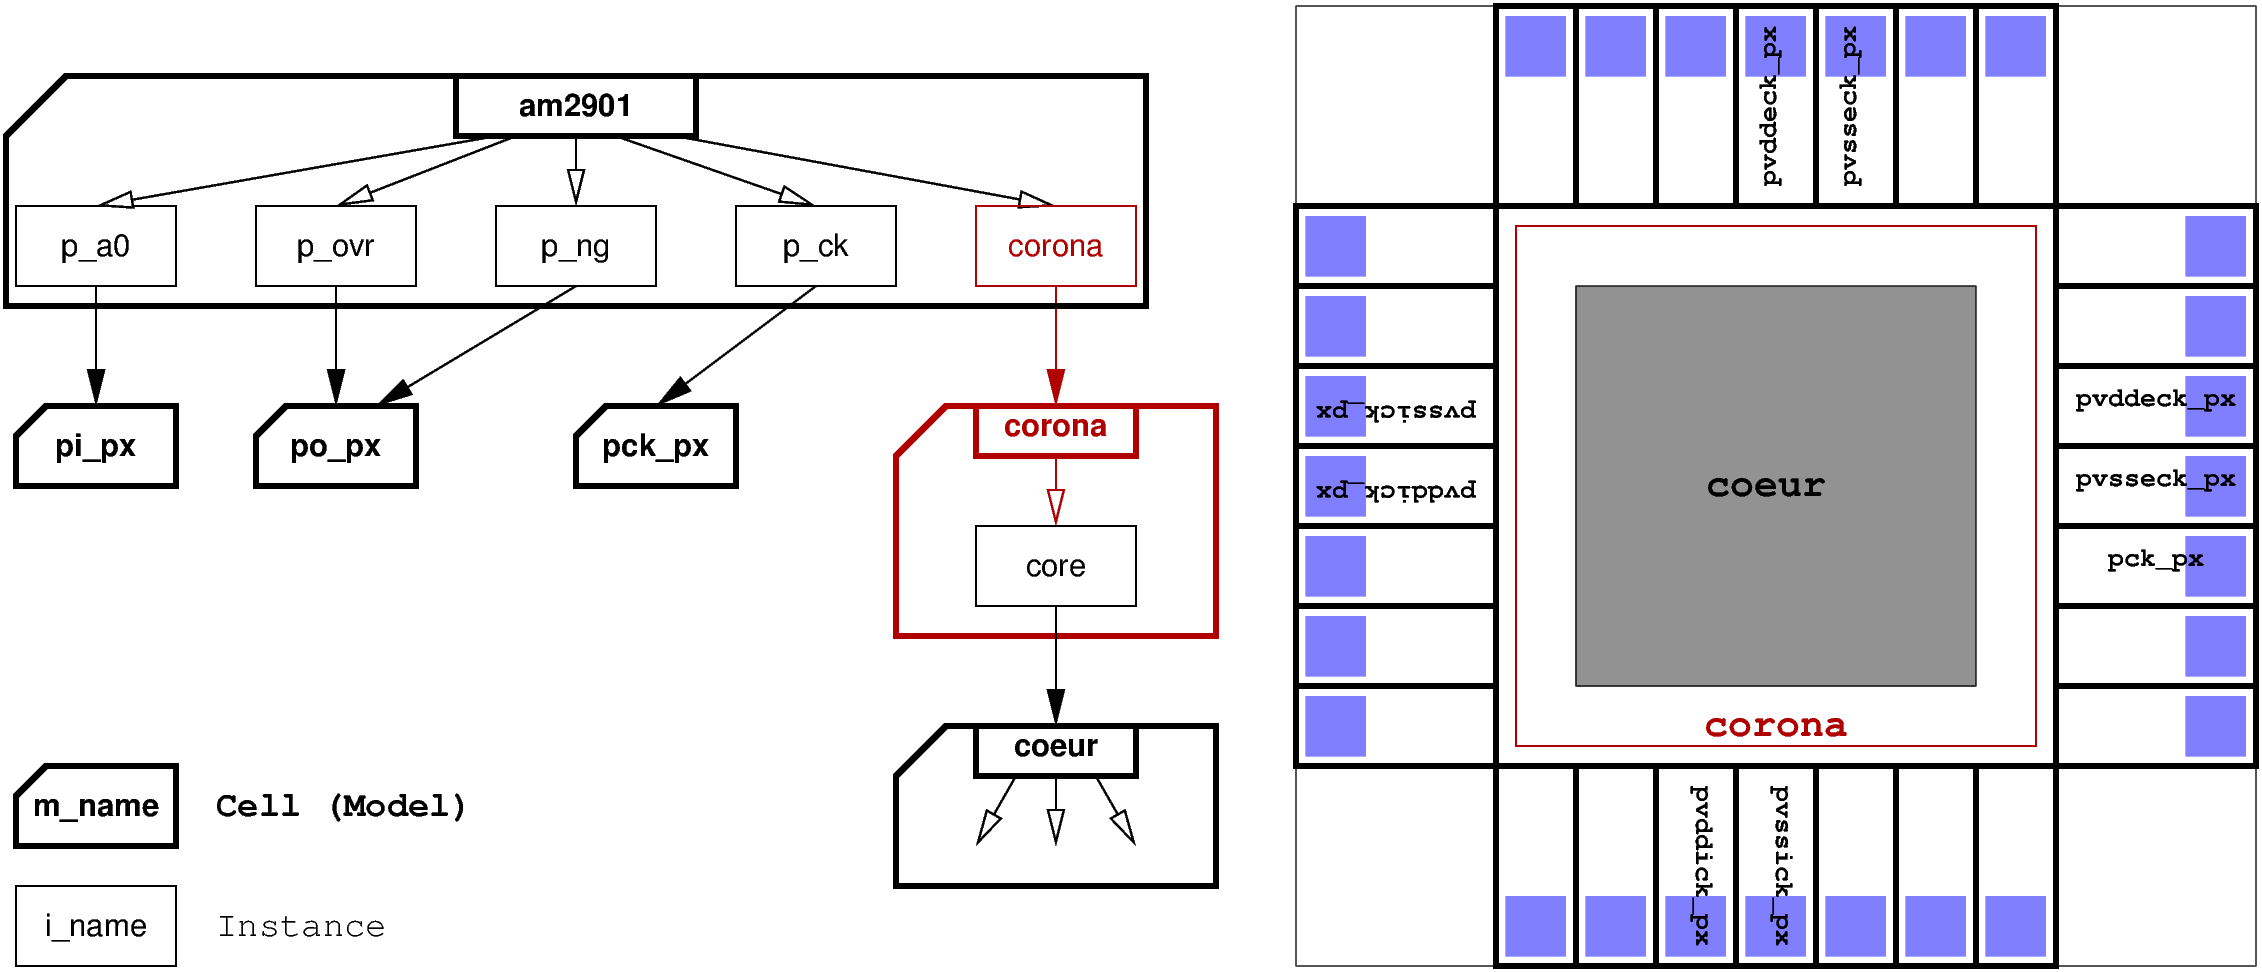 am2901
p_a0
p_ovr
p_ng
p_ck
corona
pi_px
po_px
pck_px
corona
core
coeur
m_name
Cell (Model)
i_name
Instance
pvddeck_px
pvsseck_px
pvssick_px
pvddick_px
pvddeck_px
pvsseck_px
pck_px
coeur
corona
pvddick_px
pvssick_px